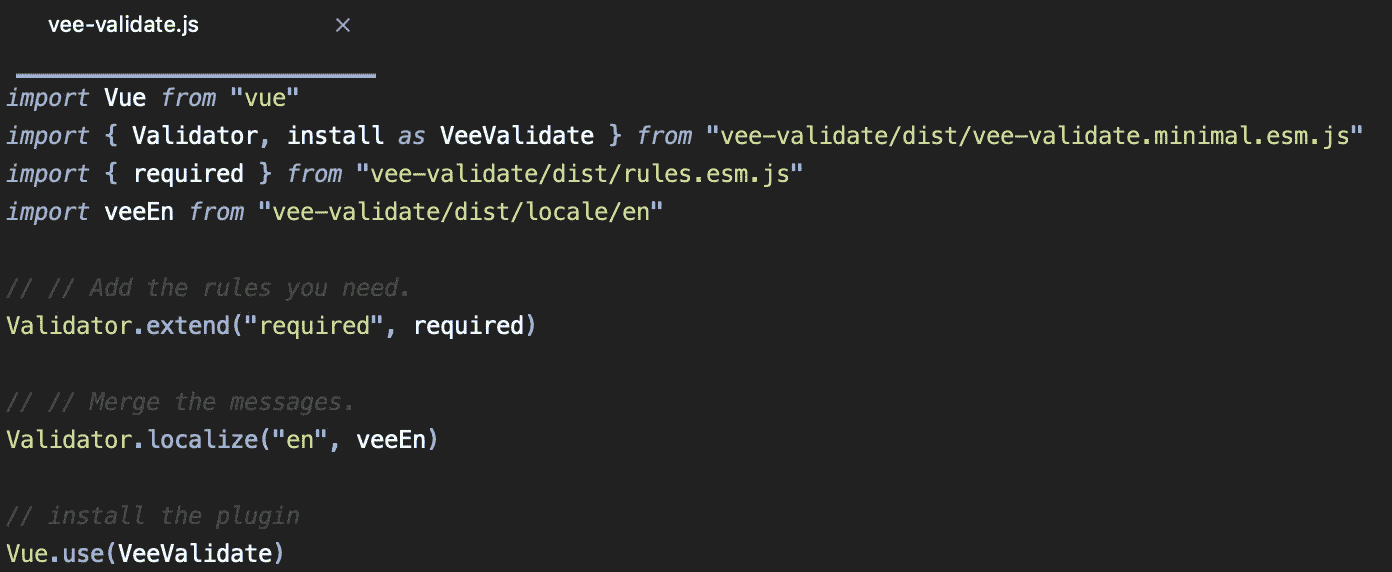 vee-validate.js ×
import Vue from "vue"
import { Validator, install as VeeValidate } from "vee-validate/dist/vee-validate.minimal.esm.js"
import { required } from "vee-validate/dist/rules.esm.js"
import veeEn from "vee-validate/dist/locale/en"
// // Add the rules you need.
Validator.extend("required", required)
// // Merge the messages.
Validator.localize("en", veeEn)
// install the plugin
Vue.use(VeeValidate)